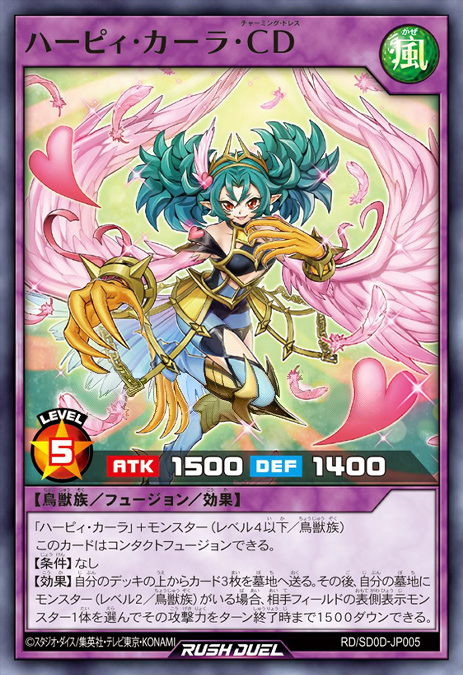 チャーミング・ドレス
ハーピィ・カーラ・CD
かぜ
風
LEVEL
5
ATK 1500 DEF 1400
【鳥獣族/フュージョン/効果】
「ハーピィ・カーラ」+モンスター(レベル4以下/鳥獣族)
このカードはコンタクトフュージョンできる。
【条件】なし
【効果】自分のデッキの上からカード3枚を墓地へ送る。その後、自分の墓地に
モンスター(レベル2/鳥獣族)がいる場合、相手フィールドの表側表示モン
スター1体を選んでその攻撃力をターン終了時まで1500ダウンできる。
©スタジオ・ダイス/集英社・テレビ東京・KONAMI
RUSH DUEL
RD/SD0D-JP005